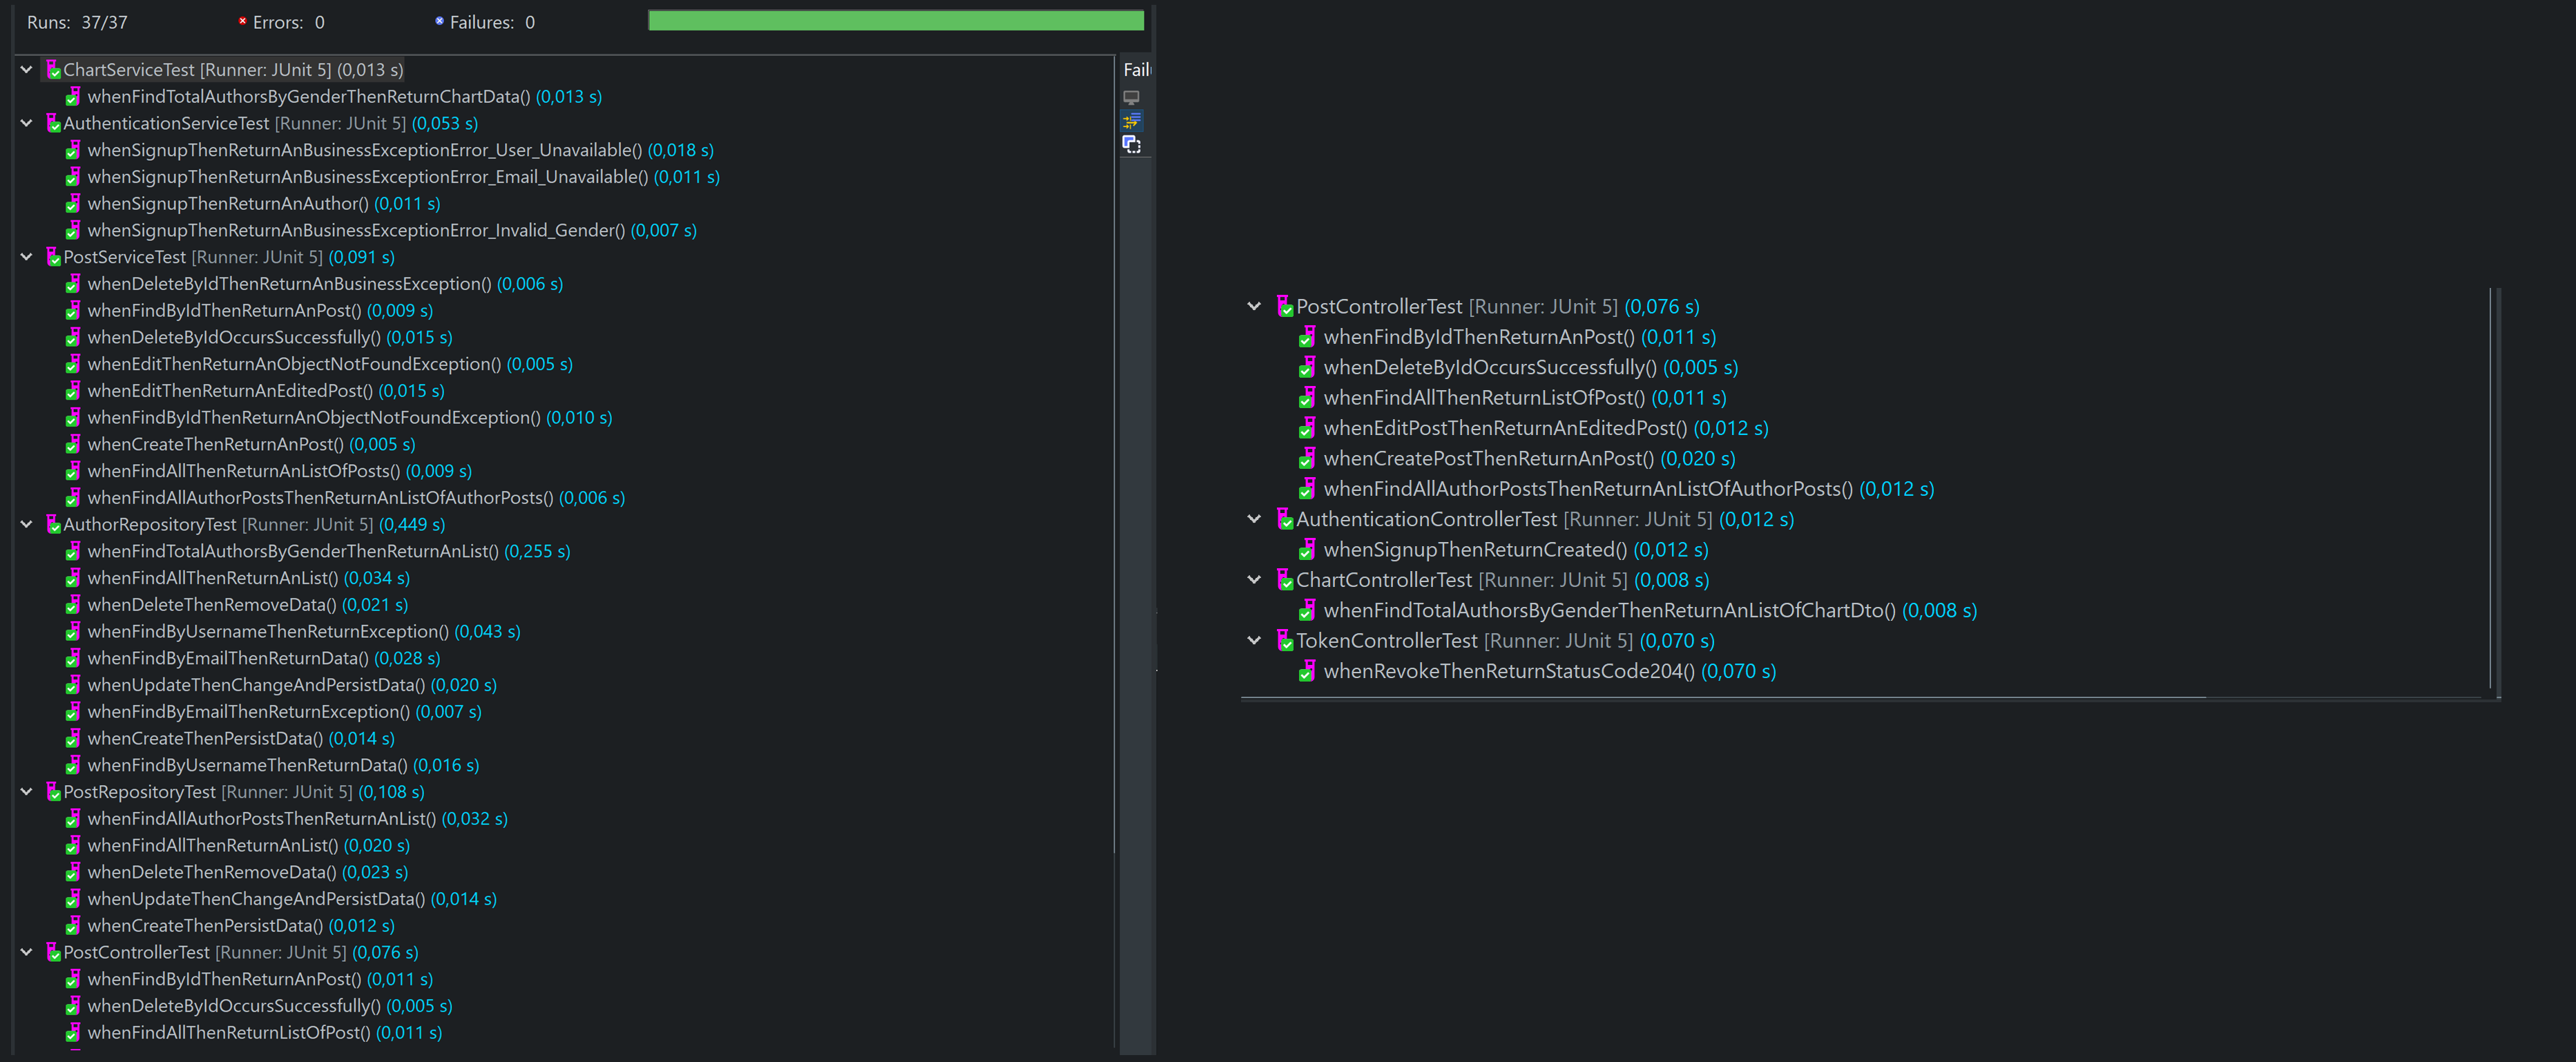 Runs: 37/37 Errors: 0 Failures: 0
ChartServiceTest [Runner: JUnit 5] (0,013 s)
whenFindTotalAuthorsByGenderThenReturnChartData() (0,013 s)
AuthenticationServiceTest [Runner: JUnit 5] (0,053 s)
whenSignupThenReturnAnBusinessExceptionError_User_Unavailable() (0,018 s)
whenSignupThenReturnAnBusinessExceptionError_Email_Unavailable() (0,011 s)
whenSignupThenReturnAnAuthor() (0,011 s)
whenSignupThenReturnAnBusinessExceptionError_Invalid_Gender() (0,007 s)
PostServiceTest [Runner: JUnit 5] (0,091 s)
whenDeleteByIdThenReturnAnBusinessException() (0,006 s)
whenFindByIdThenReturnAnPost() (0,009 s)
whenDeleteByIdOccursSuccessfully() (0,015 s)
whenEditThenReturnAnObjectNotFoundException() (0,005 s)
whenEditThenReturnAnEditedPost() (0,015 s)
whenFindByIdThenReturnAnObjectNotFoundException() (0,010 s)
whenCreateThenReturnAnPost() (0,005 s)
whenFindAllThenReturnAnListOfPosts() (0,009 s)
whenFindAllAuthorPostsThenReturnAnListOfAuthorPosts() (0,006 s)
AuthorRepositoryTest [Runner: JUnit 5] (0,449 s)
whenFindTotalAuthorsByGenderThenReturnAnList() (0,255 s)
whenFindAllThenReturnAnList() (0,034 s)
whenDeleteThenRemoveData() (0,021 s)
whenFindByUsernameThenReturnException() (0,043 s)
whenFindByEmailThenReturnData() (0,028 s)
whenUpdateThenChangeAndPersistData() (0,020 s)
whenFindByEmailThenReturnException() (0,007 s)
whenCreateThenPersistData() (0,014 s)
whenFindByUsernameThenReturnData() (0,016 s)
PostRepositoryTest [Runner: JUnit 5] (0,108 s)
whenFindAllAuthorPostsThenReturnAnList() (0,032 s)
whenFindAllThenReturnAnList() (0,020 s)
whenDeleteThenRemoveData() (0,023 s)
whenUpdateThenChangeAndPersistData() (0,014 s)
whenCreateThenPersistData() (0,012 s)
PostControllerTest [Runner: JUnit 5] (0,076 s)
whenFindByIdThenReturnAnPost() (0,011 s)
whenDeleteByIdOccursSuccessfully() (0,005 s)
whenFindAllThenReturnListOfPost() (0,011 s)
Fail
PostControllerTest [Runner: JUnit 5] (0,076 s)
whenFindByIdThenReturnAnPost() (0,011 s)
whenDeleteByIdOccursSuccessfully() (0,005 s)
whenFindAllThenReturnListOfPost() (0,011 s)
whenEditPostThenReturnAnEditedPost() (0,012 s)
whenCreatePostThenReturnAnPost() (0,020 s)
whenFindAllAuthorPostsThenReturnAnListOfAuthorPosts() (0,012 s)
AuthenticationControllerTest [Runner: JUnit 5] (0,012 s)
whenSignupThenReturnCreated() (0,012 s)
ChartControllerTest [Runner: JUnit 5] (0,008 s)
whenFindTotalAuthorsByGenderThenReturnAnListOfChartDto() (0,008 s)
TokenControllerTest [Runner: JUnit 5] (0,070 s)
whenRevokeThenReturnStatusCode204() (0,070 s)